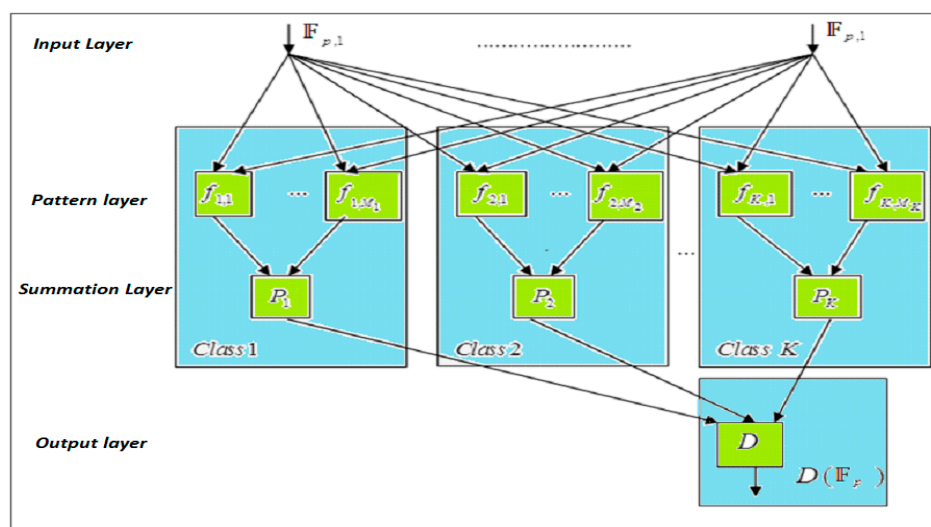 Input Layer 𝔽p,1 .......................... 𝔽p,1
Pattern layer f1,1 ... f1,M1 f2,1 ... f2,M2 fK,1 ... fK,MK
...
Summation Layer P1 P2 PK
Class 1 Class 2 Class K
Output layer D
D(𝔽p)